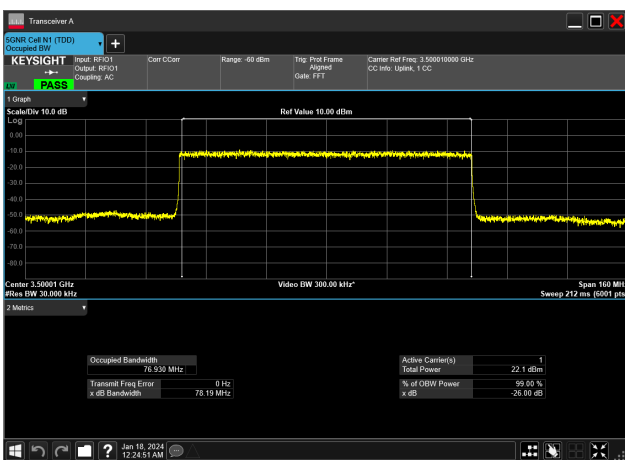 Transceiver A
5GNR Cell N1 (TDD)
Occupied BW
KEYSIGHT
LXI
PASS
Input: RFIO1
Output: RFIO1
Coupling: AC
Corr CCorr
Range: -60 dBm
Trig: Prot Frame
Aligned
Gate: FFT
Carrier Ref Freq: 3.500010000 GHz
CC Info: Uplink, 1 CC
1 Graph
Scale/Div 10.0 dB
Ref Value 10.00 dBm
Log
0.00
-10.0
-20.0
-30.0
-40.0
-50.0
-60.0
-70.0
-80.0
Center 3.50001 GHz
Video BW 300.00 kHz*
Span 160 MH
#Res BW 30.000 kHz
Sweep 212 ms (6001 pts
2 Metrics
Occupied Bandwidth
76.930 MHz
Active Carrier(s) 1
Total Power 22.1 dBm
Transmit Freq Error 0 Hz
x dB Bandwidth 78.19 MHz
% of OBW Power 99.00 %
x dB -26.00 dB
Jan 18, 2024
12:24:51 AM